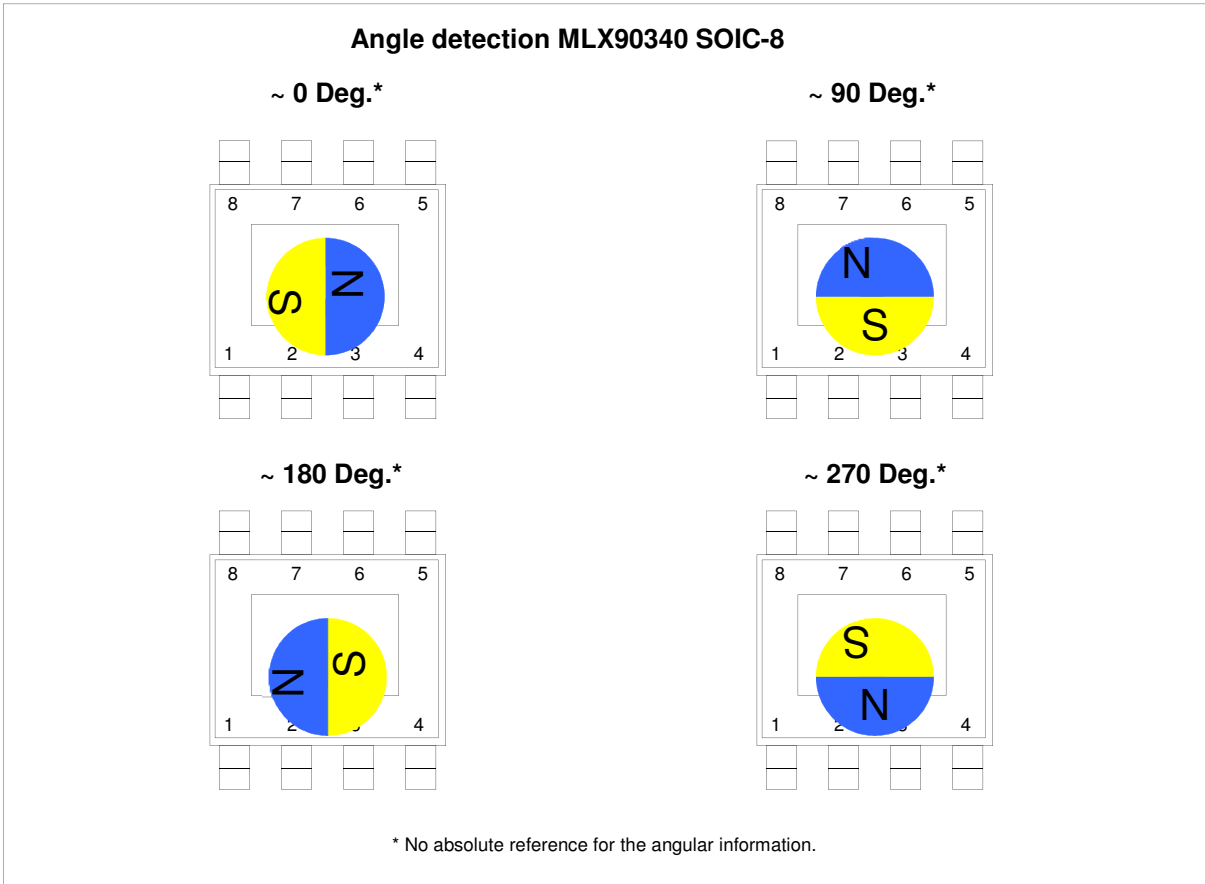 Angle detection MLX90340 SOIC-8
~ 0 Deg.*
~ 90 Deg.*
8 7 6 5
8 7 6 5
S N
N
S
1 2 3 4
1 2 3 4
~ 180 Deg.*
~ 270 Deg.*
8 7 6 5
8 7 6 5
N S
S
N
1 2 4
1 2 4
* No absolute reference for the angular information.